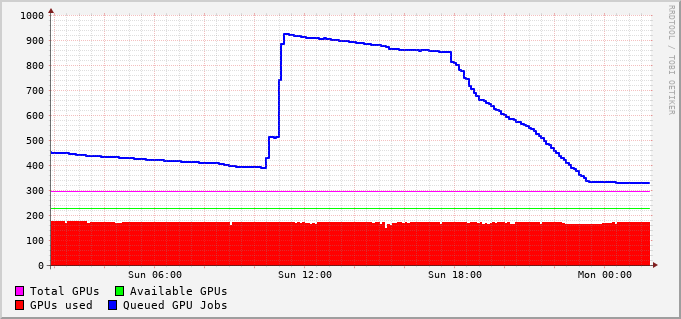 1000
900
800
700
600
500
400
300
200
100
0
Sun 06:00 Sun 12:00 Sun 18:00 Mon 00:00
Total GPUs Available GPUs
GPUs used Queued GPU Jobs
RRDTOOL / TOBI OETIKER